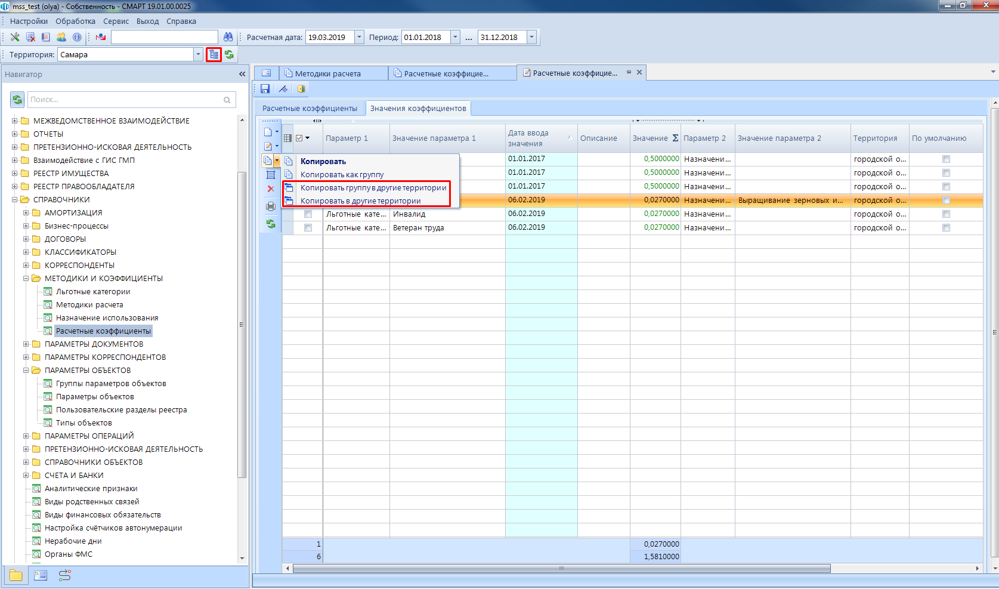 mss_test (olya) - Собственность - СМАРТ 19.01.00.0025
Настройки Обработка Сервис Выход Справка
Расчетная дата: 19.03.2019 Период: 01.01.2018 ... 31.12.2018
Территория: Самара
Навигатор
Поиск...
МЕЖВЕДОМСТВЕННОЕ ВЗАИМОДЕЙСТВИЕ
ОТЧЕТЫ
ПРЕТЕНЗИОННО-ИСКОВАЯ ДЕЯТЕЛЬНОСТЬ
Взаимодействие с ГИС ГМП
РЕЕСТР ИМУЩЕСТВА
РЕЕСТР ПРАВООБЛАДАТЕЛЯ
СПРАВОЧНИКИ
АМОРТИЗАЦИЯ
Бизнес-процессы
ДОГОВОРЫ
КЛАССИФИКАТОРЫ
КОРРЕСПОНДЕНТЫ
МЕТОДИКИ И КОЭФФИЦИЕНТЫ
Льготные категории
Методики расчета
Назначение использования
Расчетные коэффициенты
ПАРАМЕТРЫ ДОКУМЕНТОВ
ПАРАМЕТРЫ КОРРЕСПОНДЕНТОВ
ПАРАМЕТРЫ ОБЪЕКТОВ
Группы параметров объектов
Параметры объектов
Пользовательские разделы реестра
Типы объектов
ПАРАМЕТРЫ ОПЕРАЦИЙ
ПРЕТЕНЗИОННО-ИСКОВАЯ ДЕЯТЕЛЬНОСТЬ
СПРАВОЧНИКИ ОБЪЕКТОВ
СЧЕТА И БАНКИ
Аналитические признаки
Виды родственных связей
Виды финансовых обязательств
Настройка счётчиков автонумерации
Нерабочие дни
Органы ФМС
Методики расчета Расчетные коэффицие... Расчетные коэффицие...
Расчетные коэффициенты Значения коэффициентов
Параметр 1 Значение параметра 1 Дата ввода значения Описание Значение Σ Параметр 2 Значение параметра 2 Территория По умолчанию
Копировать
Копировать как группу
Копировать группу в другие территории
Копировать в другие территории
01.01.2017 0,5000000 Назначени... городской о...
01.01.2017 0,5000000 Назначени... городской о...
01.01.2017 0,5000000 Назначени... городской о...
06.02.2019 0,0270000 Назначени... Выращивание зерновых и... городской о...
Льготные кате... Инвалид 06.02.2019 0,0270000 Назначени... городской о...
Льготные кате... Ветеран труда 06.02.2019 0,0270000 Назначени... городской о...
1 0,0270000
6 1,5810000